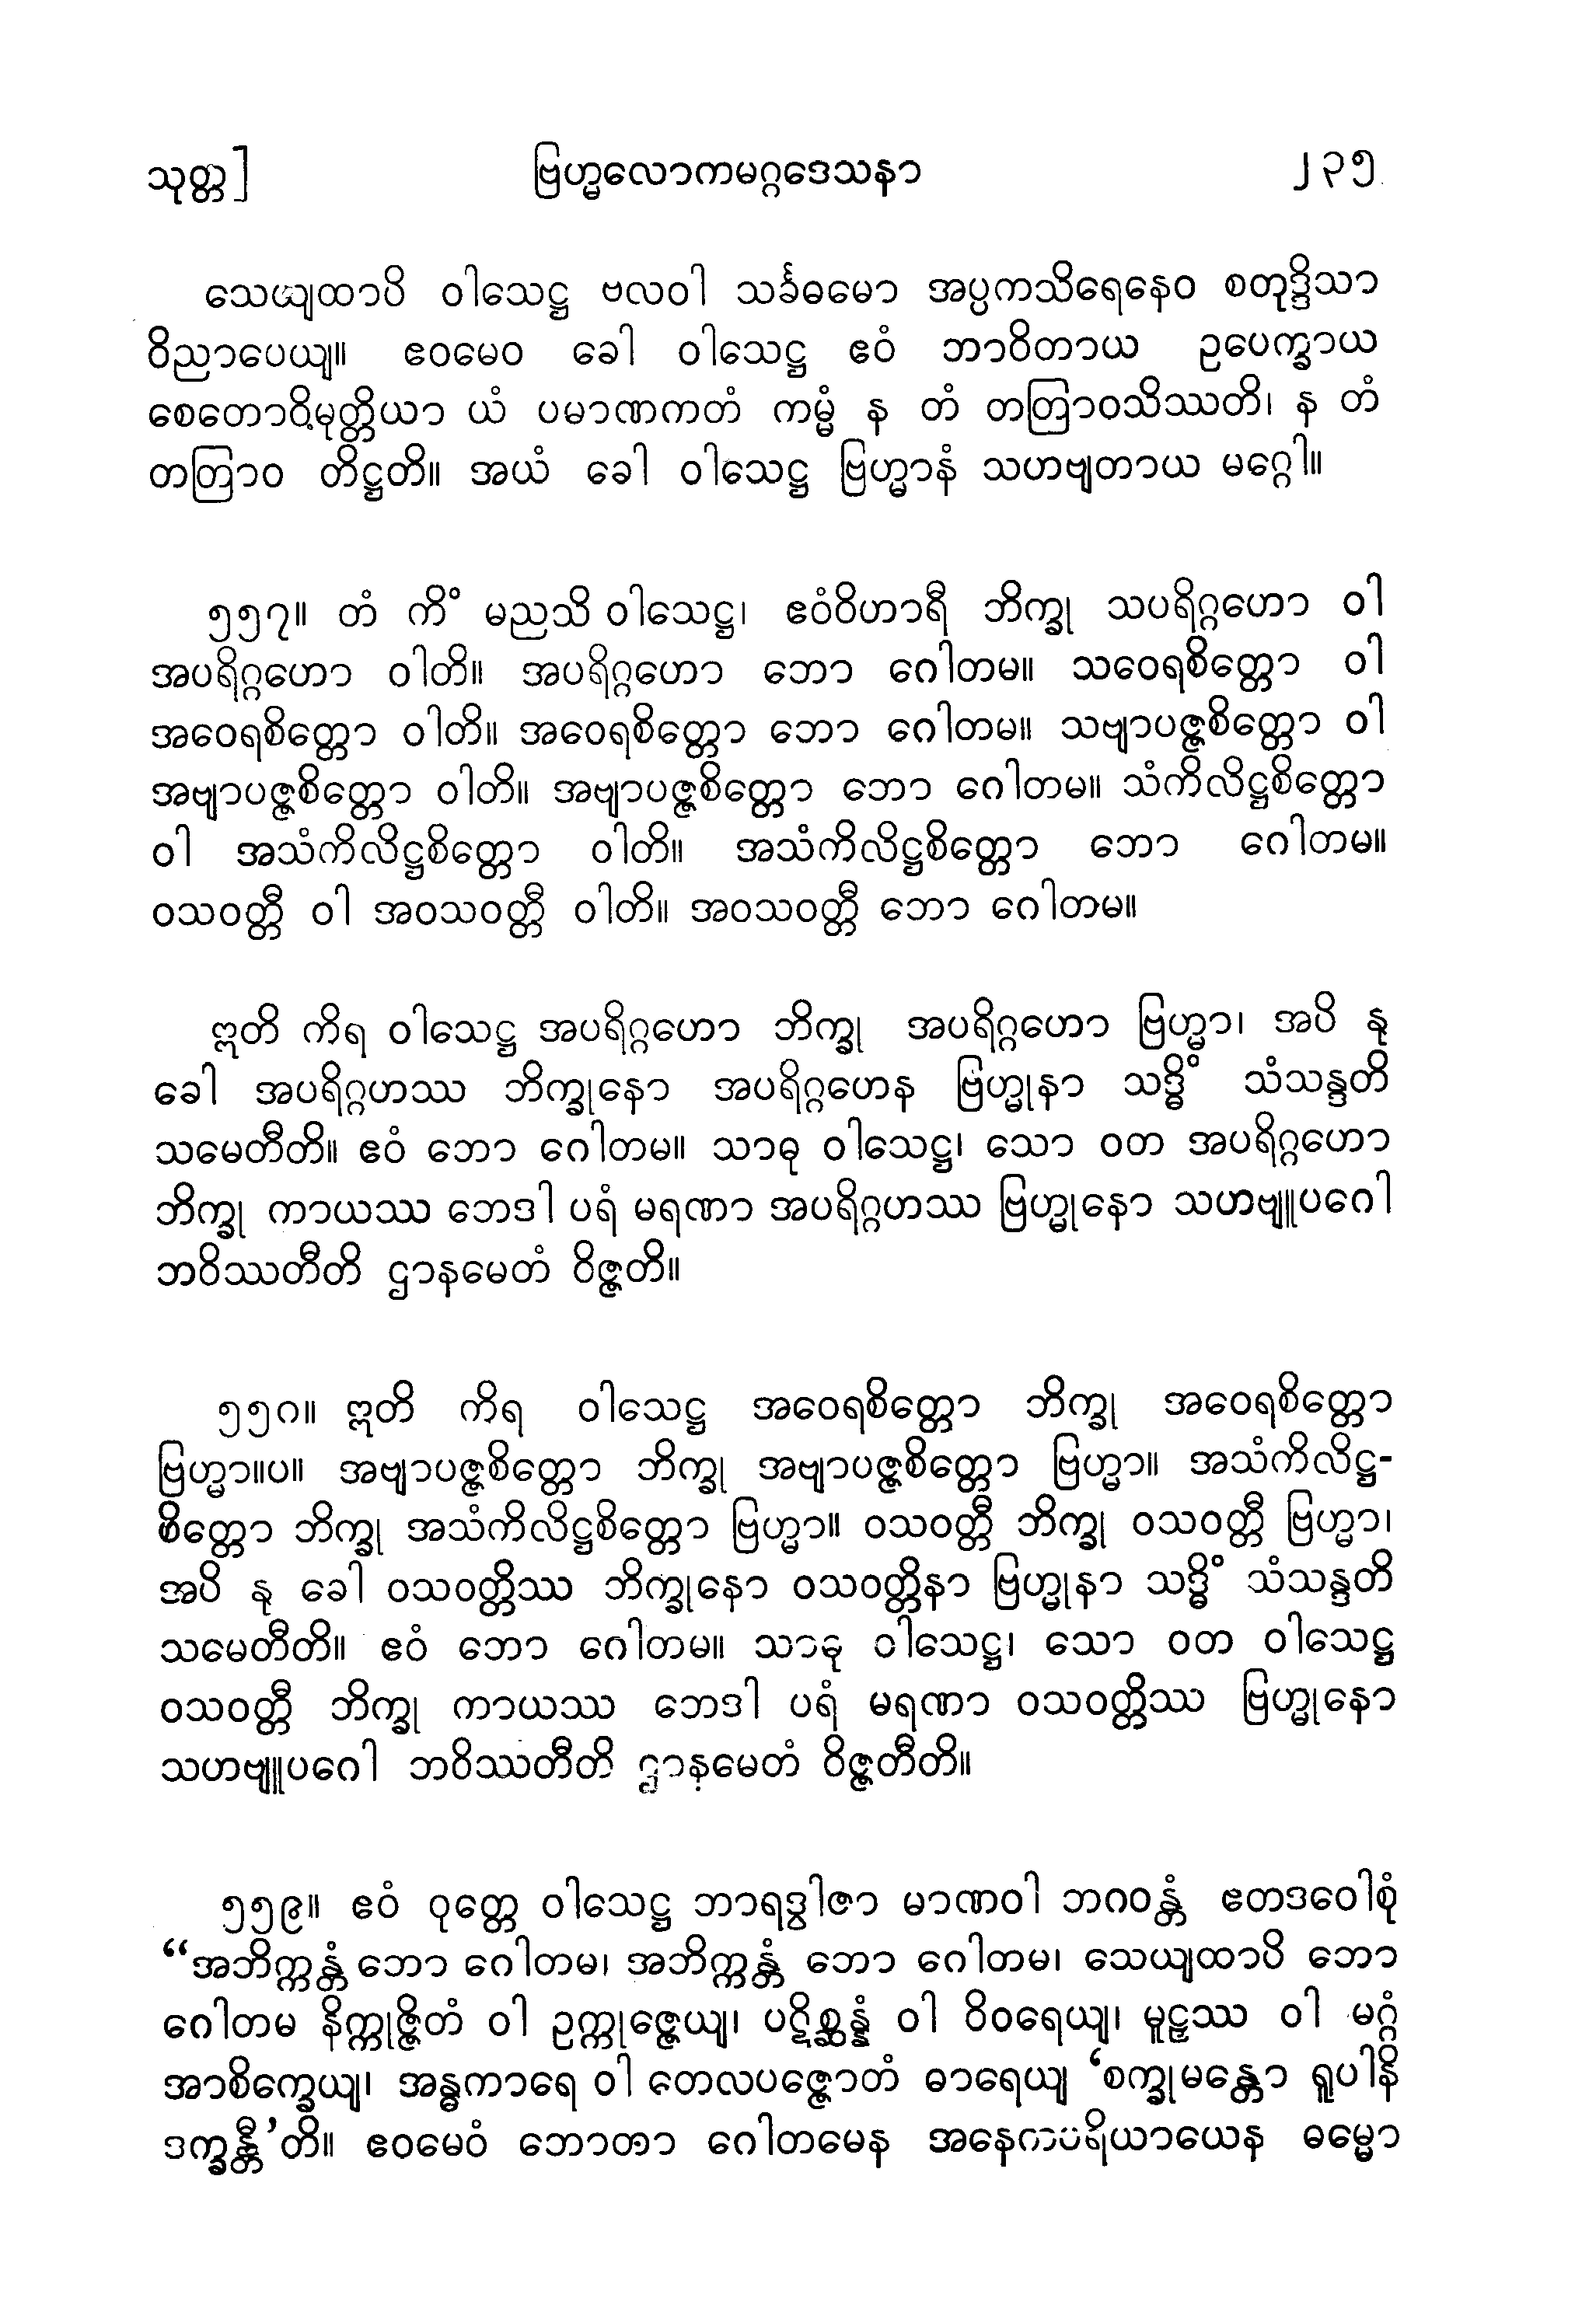 သုတ္တ] ဗြဟ္မလောကမဂ္ဂဒေသနာ ၂၃၅
သေယျထာပိ ဝါသေဋ္ဌ ဗလဝါ သင်္ခဓမော အပ္ပကသိရေနေဝ စတုဒ္ဒိသာ
ဝိညာပေယျ။ ဧဝမေဝ ခေါ ဝါသေဋ္ဌ ဧဝံ ဘာဝိတာယ ဥပေက္ခာယ
စေတောဝိမုတ္တိယာ ယံ ပမာဏကတံ ကမ္မံ န တံ တတြာဝသိဿတိ၊ န တံ
တတြာဝ တိဋ္ဌတိ။ အယံ ခေါ ဝါသေဋ္ဌ ဗြဟ္မာနံ သဟဗျတာယ မဂ္ဂေါ။
၅၅၇။ တံ ကိံ မညသိ ဝါသေဋ္ဌ၊ ဧဝံဝိဟာရီ ဘိက္ခု သပရိဂ္ဂဟော ဝါ
အပရိဂ္ဂဟော ဝါတိ။ အပရိဂ္ဂဟော ဘော ဂေါတမ။ သဝေရစိတ္တော ဝါ
အဝေရစိတ္တော ဝါတိ။ အဝေရစိတ္တော ဘော ဂေါတမ။ သဗျာပဇ္ဇစိတ္တော ဝါ
အဗျာပဇ္ဇစိတ္တော ဝါတိ။ အဗျာပဇ္ဇစိတ္တော ဘော ဂေါတမ။ သံကိလိဋ္ဌစိတ္တော
ဝါ အသံကိလိဋ္ဌစိတ္တော ဝါတိ။ အသံကိလိဋ္ဌစိတ္တော ဘော ဂေါတမ။
ဝသဝတ္တီ ဝါ အဝသဝတ္တီ ဝါတိ။ အဝသဝတ္တီ ဘော ဂေါတမ။
ဣတိ ကိရ ဝါသေဋ္ဌ အပရိဂ္ဂဟော ဘိက္ခု အပရိဂ္ဂဟော ဗြဟ္မာ၊ အပိ နု
ခေါ အပရိဂ္ဂဟဿ ဘိက္ခုနော အပရိဂ္ဂဟေန ဗြဟ္မုနာ သဒ္ဓိံ သံသန္ဒတိ
သမေတီတိ။ ဧဝံ ဘော ဂေါတမ။ သာဓု ဝါသေဋ္ဌ၊ သော ဝတ အပရိဂ္ဂဟော
ဘိက္ခု ကာယဿ ဘေဒါ ပရံ မရဏာ အပရိဂ္ဂဟဿ ဗြဟ္မုနော သဟဗျူပဂေါ
ဘဝိဿတီတိ ဌာနမေတံ ဝိဇ္ဇတိ။
၅၅၈။ ဣတိ ကိရ ဝါသေဋ္ဌ အဝေရစိတ္တော ဘိက္ခု အဝေရစိတ္တော
ဗြဟ္မာ။ပ။ အဗျာပဇ္ဇစိတ္တော ဘိက္ခု အဗျာပဇ္ဇစိတ္တော ဗြဟ္မာ။ အသံကိလိဋ္ဌ-
စိတ္တော ဘိက္ခု အသံကိလိဋ္ဌစိတ္တော ဗြဟ္မာ။ ဝသဝတ္တီ ဘိက္ခု ဝသဝတ္တီ ဗြဟ္မာ၊
အပိ နု ခေါ ဝသဝတ္တိဿ ဘိက္ခုနော ဝသဝတ္တိနာ ဗြဟ္မုနာ သဒ္ဓိံ သံသန္ဒတိ
သမေတီတိ။ ဧဝံ ဘော ဂေါတမ။ သာဓု ဝါသေဋ္ဌ၊ သော ဝတ ဝါသေဋ္ဌ
ဝသဝတ္တီ ဘိက္ခု ကာယဿ ဘေဒါ ပရံ မရဏာ ဝသဝတ္တိဿ ဗြဟ္မုနော
သဟဗျူပဂေါ ဘဝိဿတီတိ ဌာနမေတံ ဝိဇ္ဇတီတိ။
၅၅၉။ ဧဝံ ဝုတ္တေ ဝါသေဋ္ဌ ဘာရဒွါဇာ မာဏဝါ ဘဂဝန္တံ ဧတဒဝေါစုံ
“အဘိက္ကန္တံ ဘော ဂေါတမ၊ အဘိက္ကန္တံ ဘော ဂေါတမ၊ သေယျထာပိ ဘော
ဂေါတမ နိက္ကုဇ္ဇိတံ ဝါ ဥက္ကုဇ္ဇေယျ၊ ပဋိစ္ဆန္နံ ဝါ ဝိဝရေယျ၊ မူဠှဿ ဝါ မဂ္ဂံ
အာစိက္ခေယျ၊ အန္ဓကာရေ ဝါ တေလပဇ္ဇောတံ ဓာရေယျ ‘စက္ခုမန္တော ရူပါနိ
ဒက္ခန္တီ’တိ။ ဧဝမေဝံ ဘောတာ ဂေါတမေန အနေကပရိယာယေန ဓမ္မော